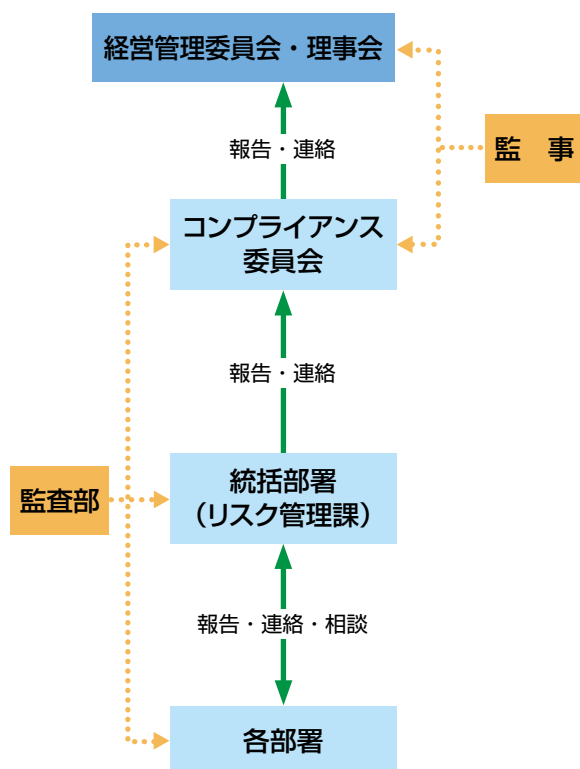 経営管理委員会・理事会
報告・連絡
監　事
コンプライアンス
委員会
報告・連絡
監査部
統括部署
（リスク管理課）
報告・連絡・相談
各部署